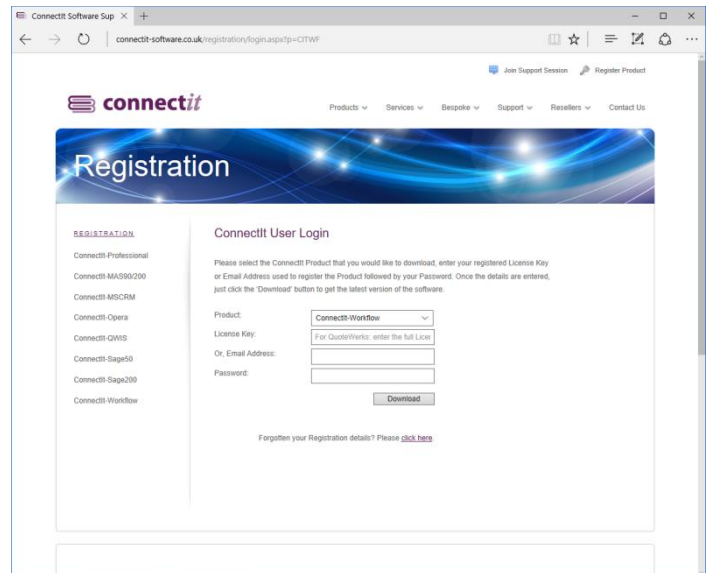 ConnectIt Software Sup
connectit-software.co.uk/registration/login.aspx?p=CITWF
Join Support Session Register Product
connectit
Products Services Bespoke Support Resellers Contact Us
Registration
REGISTRATION
ConnectIt-Professional
ConnectIt-MAS90/200
ConnectIt-MSCRM
ConnectIt-Opera
ConnectIt-QWIS
ConnectIt-Sage50
ConnectIt-Sage200
ConnectIt-Workflow
ConnectIt User Login
Please select the ConnectIt Product that you would like to download, enter your registered License Key
or Email Address used to register the Product followed by your Password. Once the details are entered,
just click the 'Download' button to get the latest version of the software.
Product: ConnectIt-Workflow
License Key: For QuoteWerks: enter the full Licen
Or, Email Address:
Password:
Download
Forgotten your Registration details? Please click here.